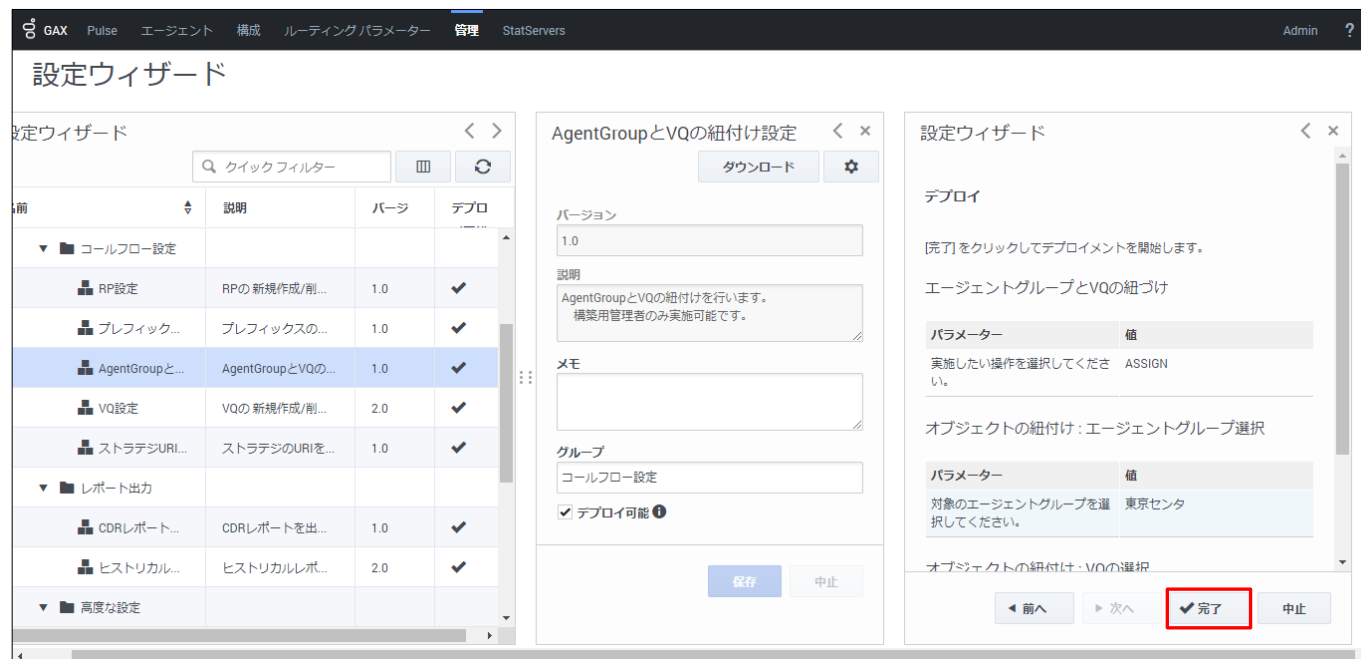 GAX Pulse エージェント 構成 ルーティング パラメーター 管理 StatServers Admin ?
設定ウィザード
設定ウィザード
クイック フィルター
名前 説明 バージ デプロ
コールフロー設定
RP設定 RPの 新規作成/削... 1.0
プレフィック... プレフィックスの... 1.0
AgentGroupと... AgentGroupとVQの... 1.0
VQ設定 VQの 新規作成/削... 2.0
ストラテジURI... ストラテジのURIを... 1.0
レポート出力
CDRレポート... CDRレポートを出... 1.0
ヒストリカル... ヒストリカルレポ... 2.0
高度な設定
AgentGroupとVQの紐付け設定
ダウンロード
バージョン
1.0
説明
AgentGroupとVQの紐付けを行います。
構築用管理者のみ実施可能です。
メモ
グループ
コールフロー設定
デプロイ可能
保存 中止
設定ウィザード
デプロイ
[完了] をクリックしてデプロイメントを開始します。
エージェントグループとVQの紐づけ
パラメーター 値
実施したい操作を選択してくださ ASSIGN
い。
オブジェクトの紐付け : エージェントグループ選択
パラメーター 値
対象のエージェントグループを選 東京センタ
択してください。
オブジェクトの紐付け : VQの選択
前へ 次へ 完了 中止